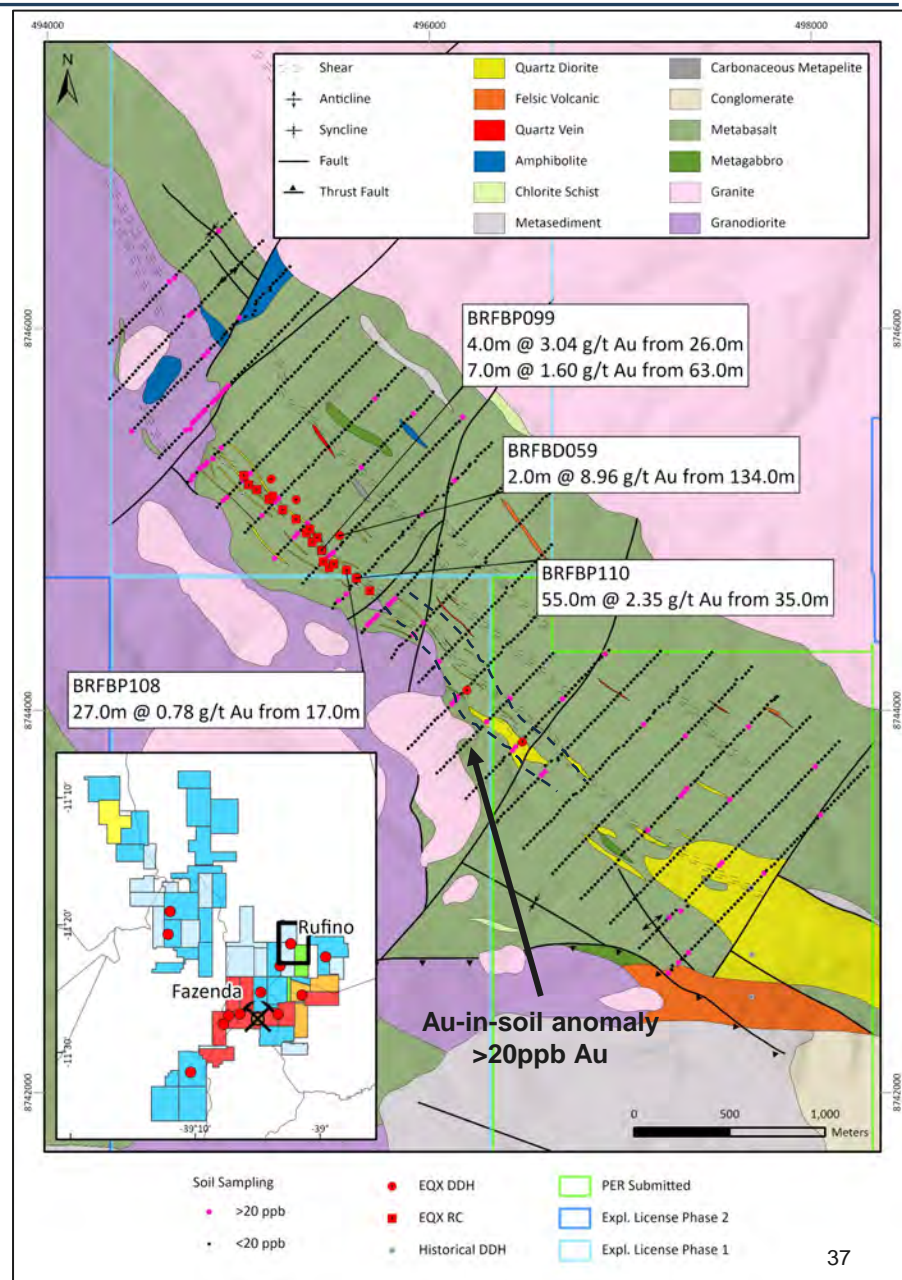 494000
496000
498000
N
Shear
Anticline
Syncline
Fault
Thrust Fault
Quartz Diorite
Felsic Volcanic
Quartz Vein
Amphibolite
Chlorite Schist
Metasediment
Carbonaceous Metapelite
Conglomerate
Metabasalt
Metagabbro
Granite
Granodiorite
8746000
8746000
BRFBP099
4.0m @ 3.04 g/t Au from 26.0m
7.0m @ 1.60 g/t Au from 63.0m
BRFBD059
2.0m @ 8.96 g/t Au from 134.0m
BRFBP110
55.0m @ 2.35 g/t Au from 35.0m
BRFBP108
27.0m @ 0.78 g/t Au from 17.0m
8744000
8744000
-11°10'
-11°20'
-11°30'
Rufino
Fazenda
-39°10'
-39°
Au-in-soil anomaly
>20ppb Au
8742000
8742000
0 500 1,000
Meters
Soil Sampling
>20 ppb
<20 ppb
EQX DDH
EQX RC
Historical DDH
PER Submitted
Expl. License Phase 2
Expl. License Phase 1
37